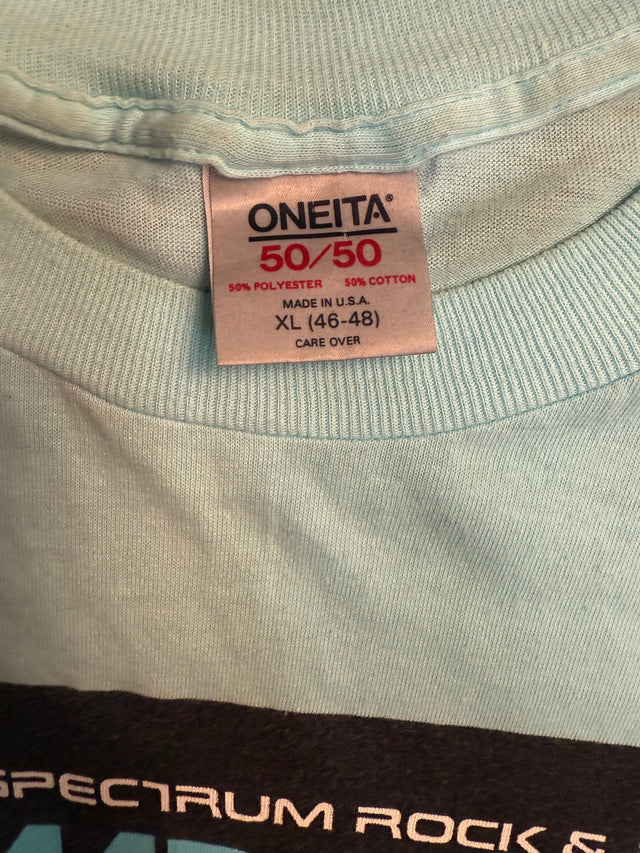 ONEITA®
50/50
50% POLYESTER 50% COTTON
MADE IN U.S.A.
XL (46-48)
CARE OVER
SPECTRUM ROCK &